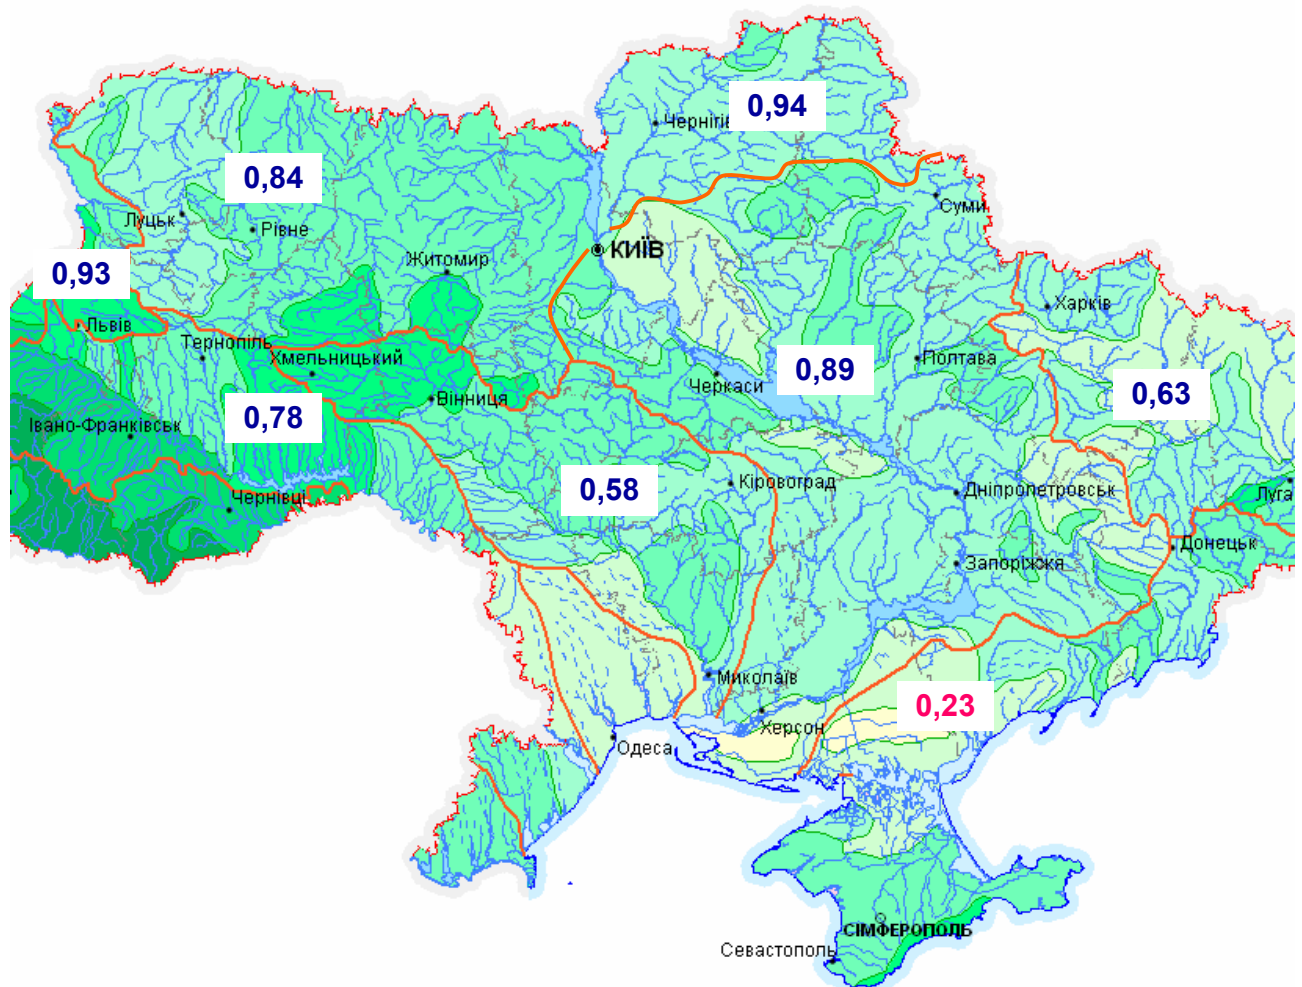 0,94
Чернігів
0,84
Луцьк
Рівне
Суми
КИЇВ
Житомир
0,93
Харків
Львів
Тернопіль
Хмельницький
Полтава
Черкаси
0,89
0,63
Вінниця
0,78
Івано-Франківськ
0,58
Кіровоград
Дніпропетровськ
Луга
Чернівці
Донецьк
Запоріжжя
Миколаїв
0,23
Херсон
Одеса
СІМФЕРОПОЛЬ
Севастополь